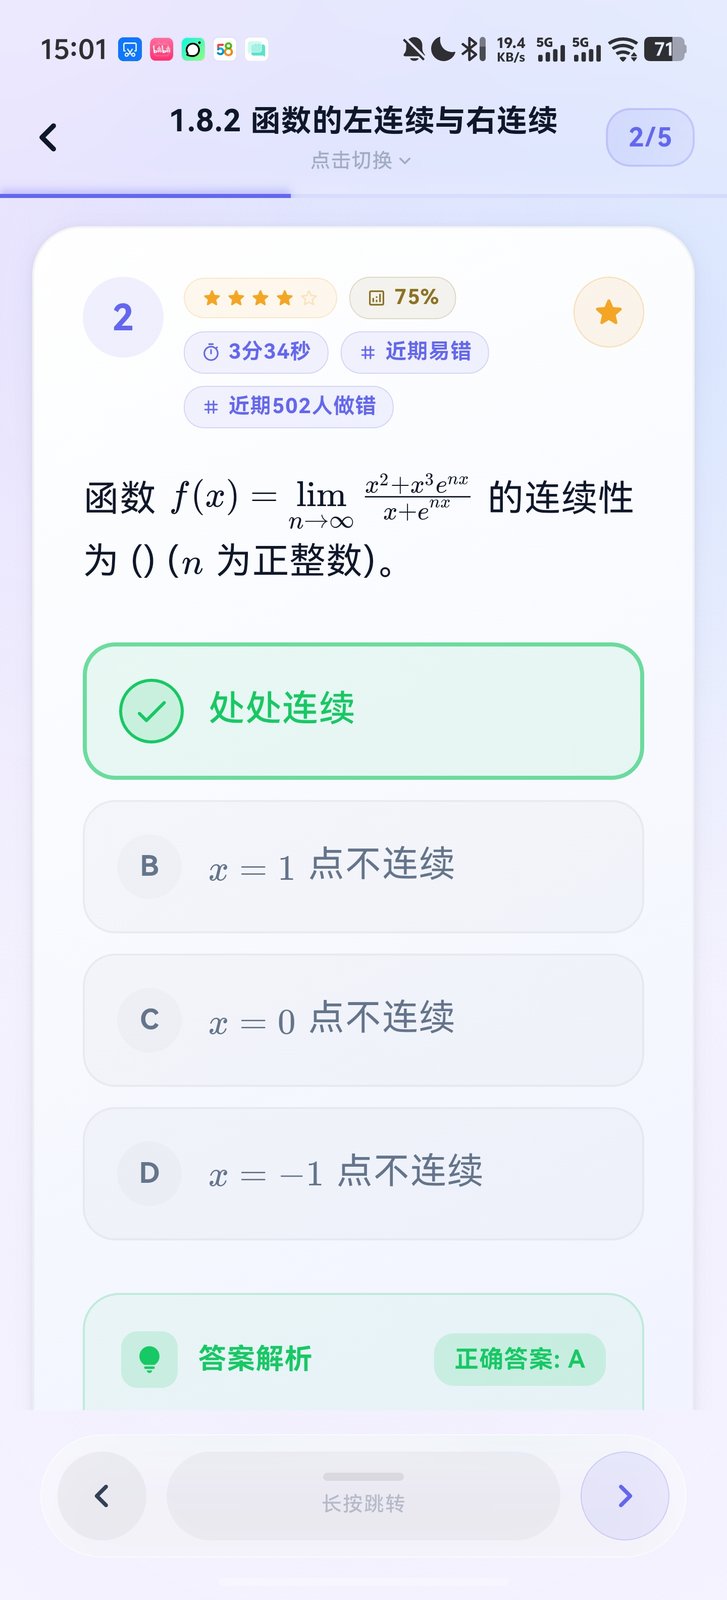 15:01 58 19.4 KB/s 5G 5G 71
1.8.2 函数的左连续与右连续
点击切换
2/5
2
75%
3分34秒
# 近期易错
# 近期502人做错
函数 f(x) = lim_{n→∞} \frac{x^2+x^3e^{nx}}{x+e^{nx}} 的连续性
为 () (n 为正整数)。
处处连续
B x = 1 点不连续
C x = 0 点不连续
D x = −1 点不连续
答案解析
正确答案: A
长按跳转